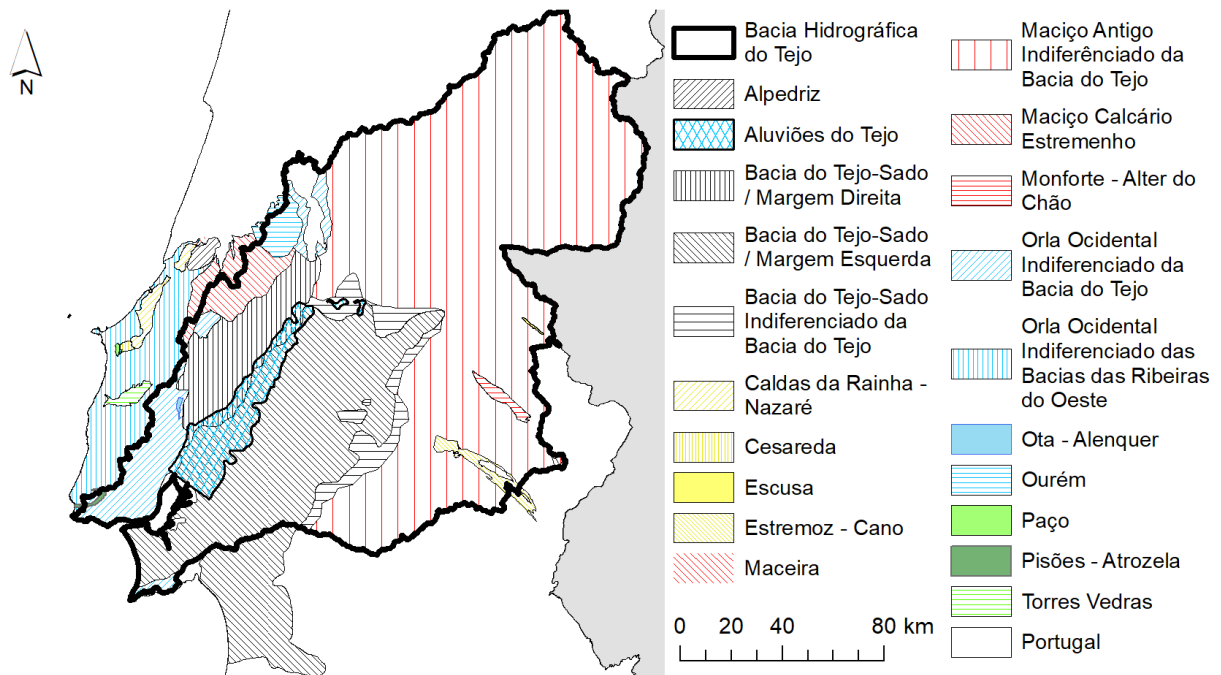 N
Bacia Hidrográfica
do Tejo
Alpedriz
Aluviões do Tejo
Bacia do Tejo-Sado
/ Margem Direita
Bacia do Tejo-Sado
/ Margem Esquerda
Bacia do Tejo-Sado
Indiferenciado da
Bacia do Tejo
Caldas da Rainha -
Nazaré
Cesareda
Escusa
Estremoz - Cano
Maceira
0 20 40 80 km
Maciço Antigo
Indiferênciado da
Bacia do Tejo
Maciço Calcário
Estremenho
Monforte - Alter do
Chão
Orla Ocidental
Indiferenciado da
Bacia do Tejo
Orla Ocidental
Indiferenciado das
Bacias das Ribeiras
do Oeste
Ota - Alenquer
Ourém
Paço
Pisões - Atrozela
Torres Vedras
Portugal